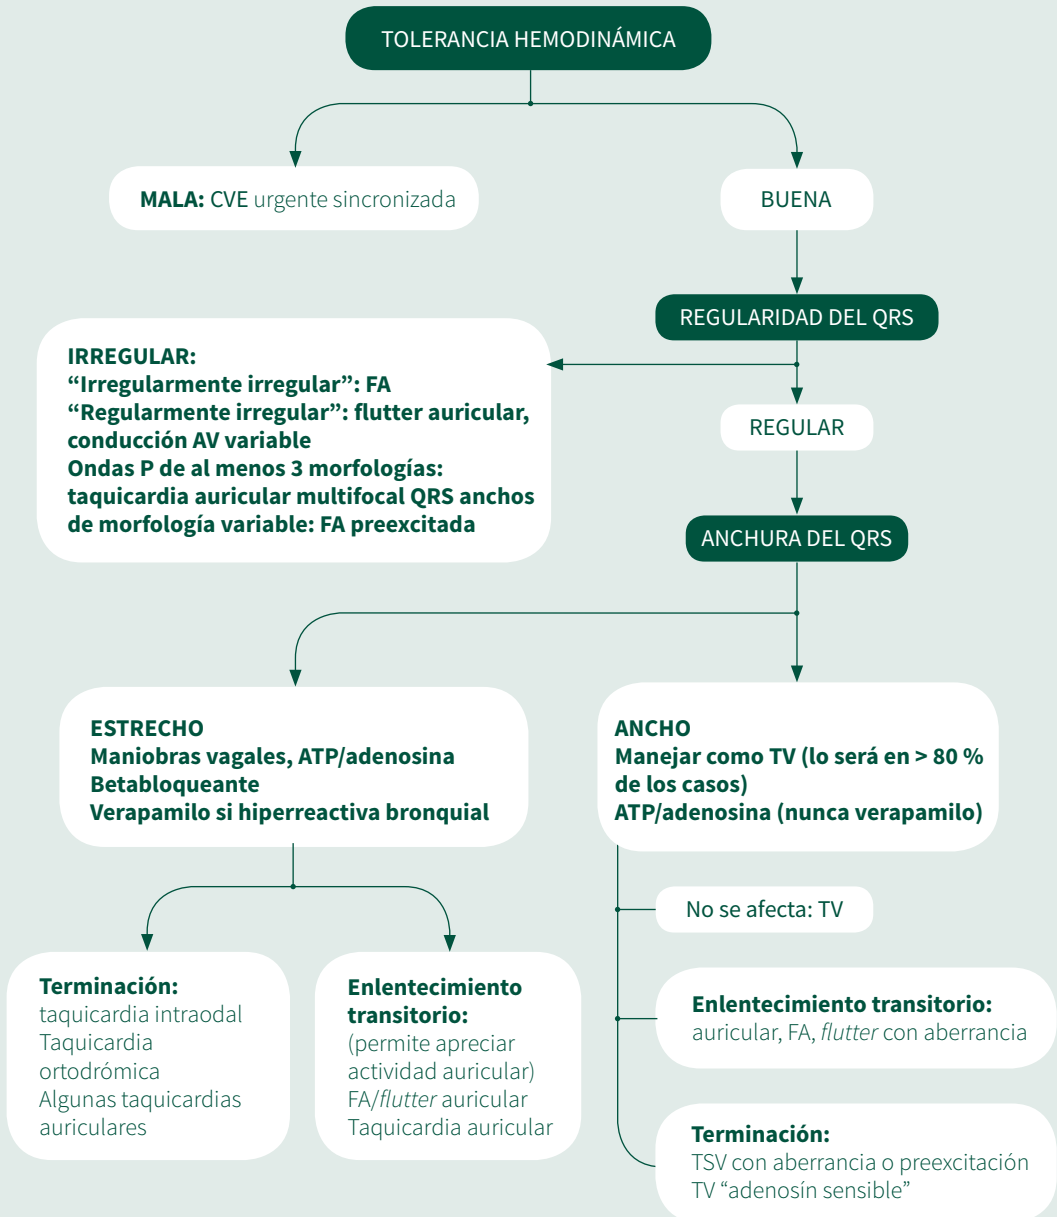 TOLERANCIA HEMODINÁMICA
MALA: CVE urgente sincronizada
BUENA
REGULARIDAD DEL QRS
IRREGULAR:
“Irregularmente irregular”: FA
“Regularmente irregular”: flutter auricular,
conducción AV variable
Ondas P de al menos 3 morfologías:
taquicardia auricular multifocal QRS anchos
de morfología variable: FA preexcitada
REGULAR
ANCHURA DEL QRS
ESTRECHO
Maniobras vagales, ATP/adenosina
Betabloqueante
Verapamilo si hiperreactiva bronquial
ANCHO
Manejar como TV (lo será en > 80 %
de los casos)
ATP/adenosina (nunca verapamilo)
Terminación:
taquicardia intraodal
Taquicardia
ortodrómica
Algunas taquicardias
auriculares
Enlentecimiento
transitorio:
(permite apreciar
actividad auricular)
FA/flutter auricular
Taquicardia auricular
No se afecta: TV
Enlentecimiento transitorio:
auricular, FA, flutter con aberrancia
Terminación:
TSV con aberrancia o preexcitación
TV “adenosín sensible”